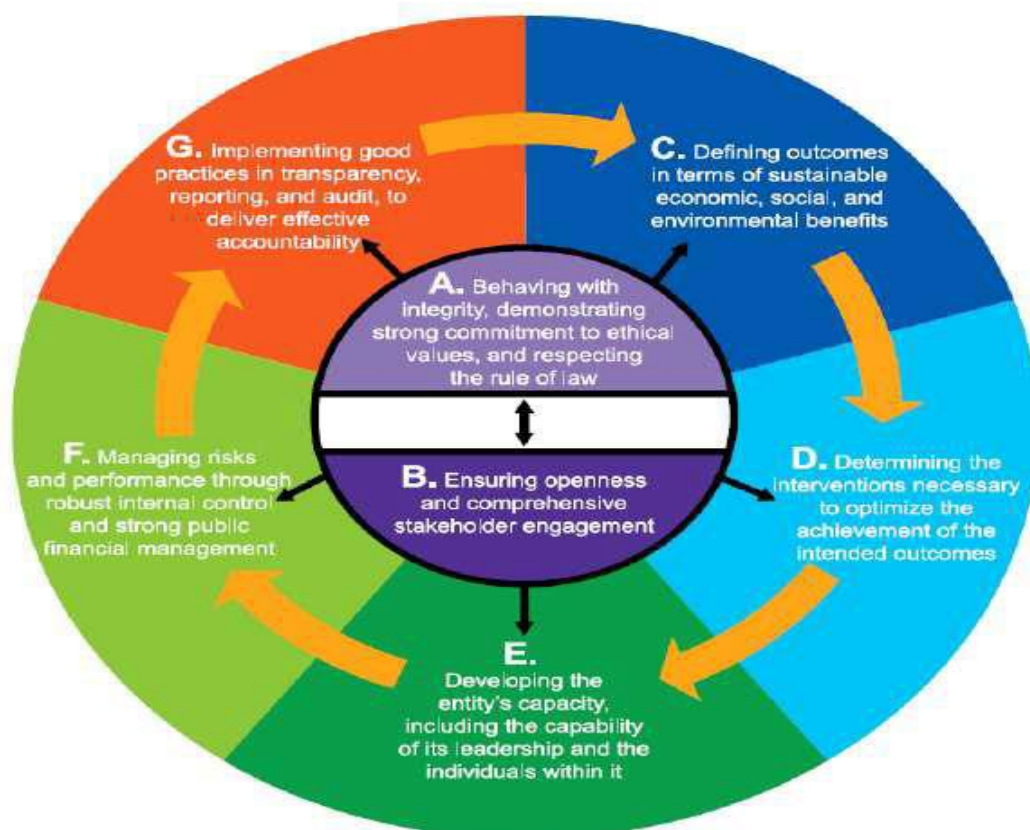 G. Implementing good
practices in transparency,
reporting, and audit, to
deliver effective
accountability
C. Defining outcomes
in terms of sustainable
economic, social, and
environmental benefits
A. Behaving with
integrity, demonstrating
strong commitment to ethical
values, and respecting
the rule of law
F. Managing risks
and performance through
robust internal control
and strong public
financial management
B. Ensuring openness
and comprehensive
stakeholder engagement
D. Determining the
interventions necessary
to optimize the
achievement of the
intended outcomes
E.
Developing the
entity's capacity,
including the capability
of its leadership and the
individuals within it